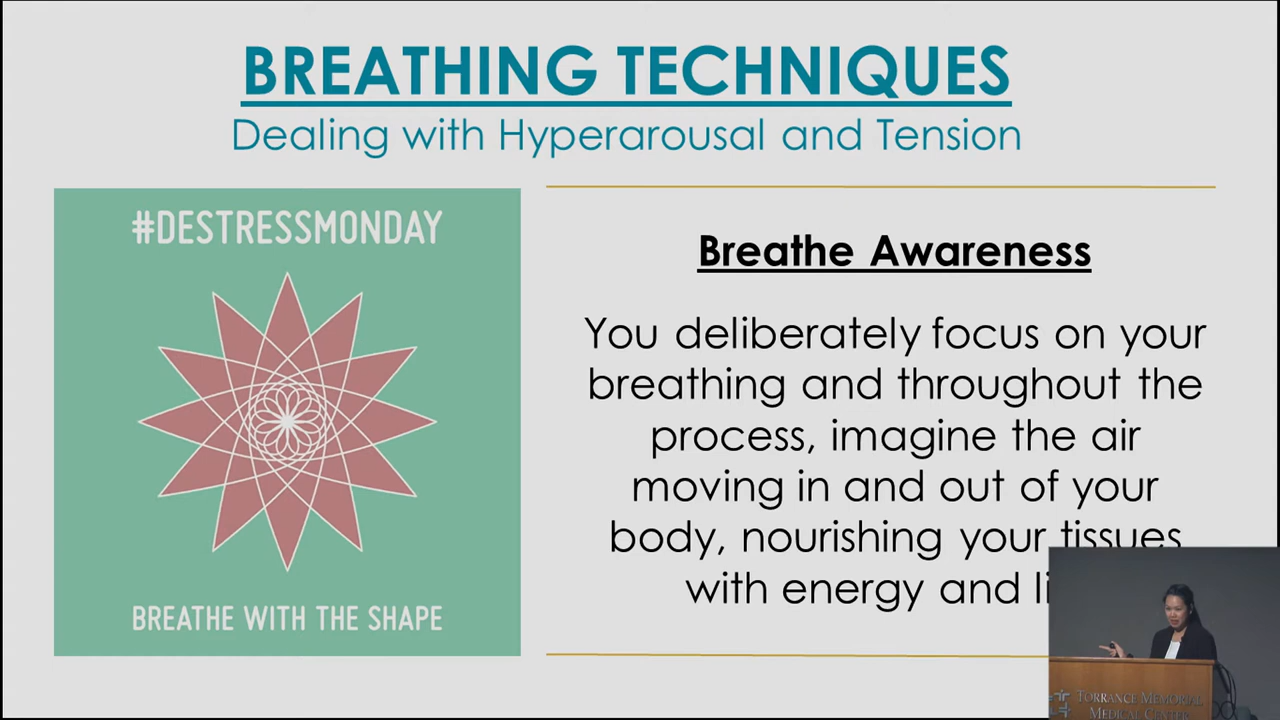 BREATHING TECHNIQUES
Dealing with Hyperarousal and Tension
#DESTRESSMONDAY
BREATHE WITH THE SHAPE
Breathe Awareness
You deliberately focus on your
breathing and throughout the
process, imagine the air
moving in and out of your
body, nourishing your tissues
with energy and
TORRANCE MEMORIAL
MEDICAL CENTER